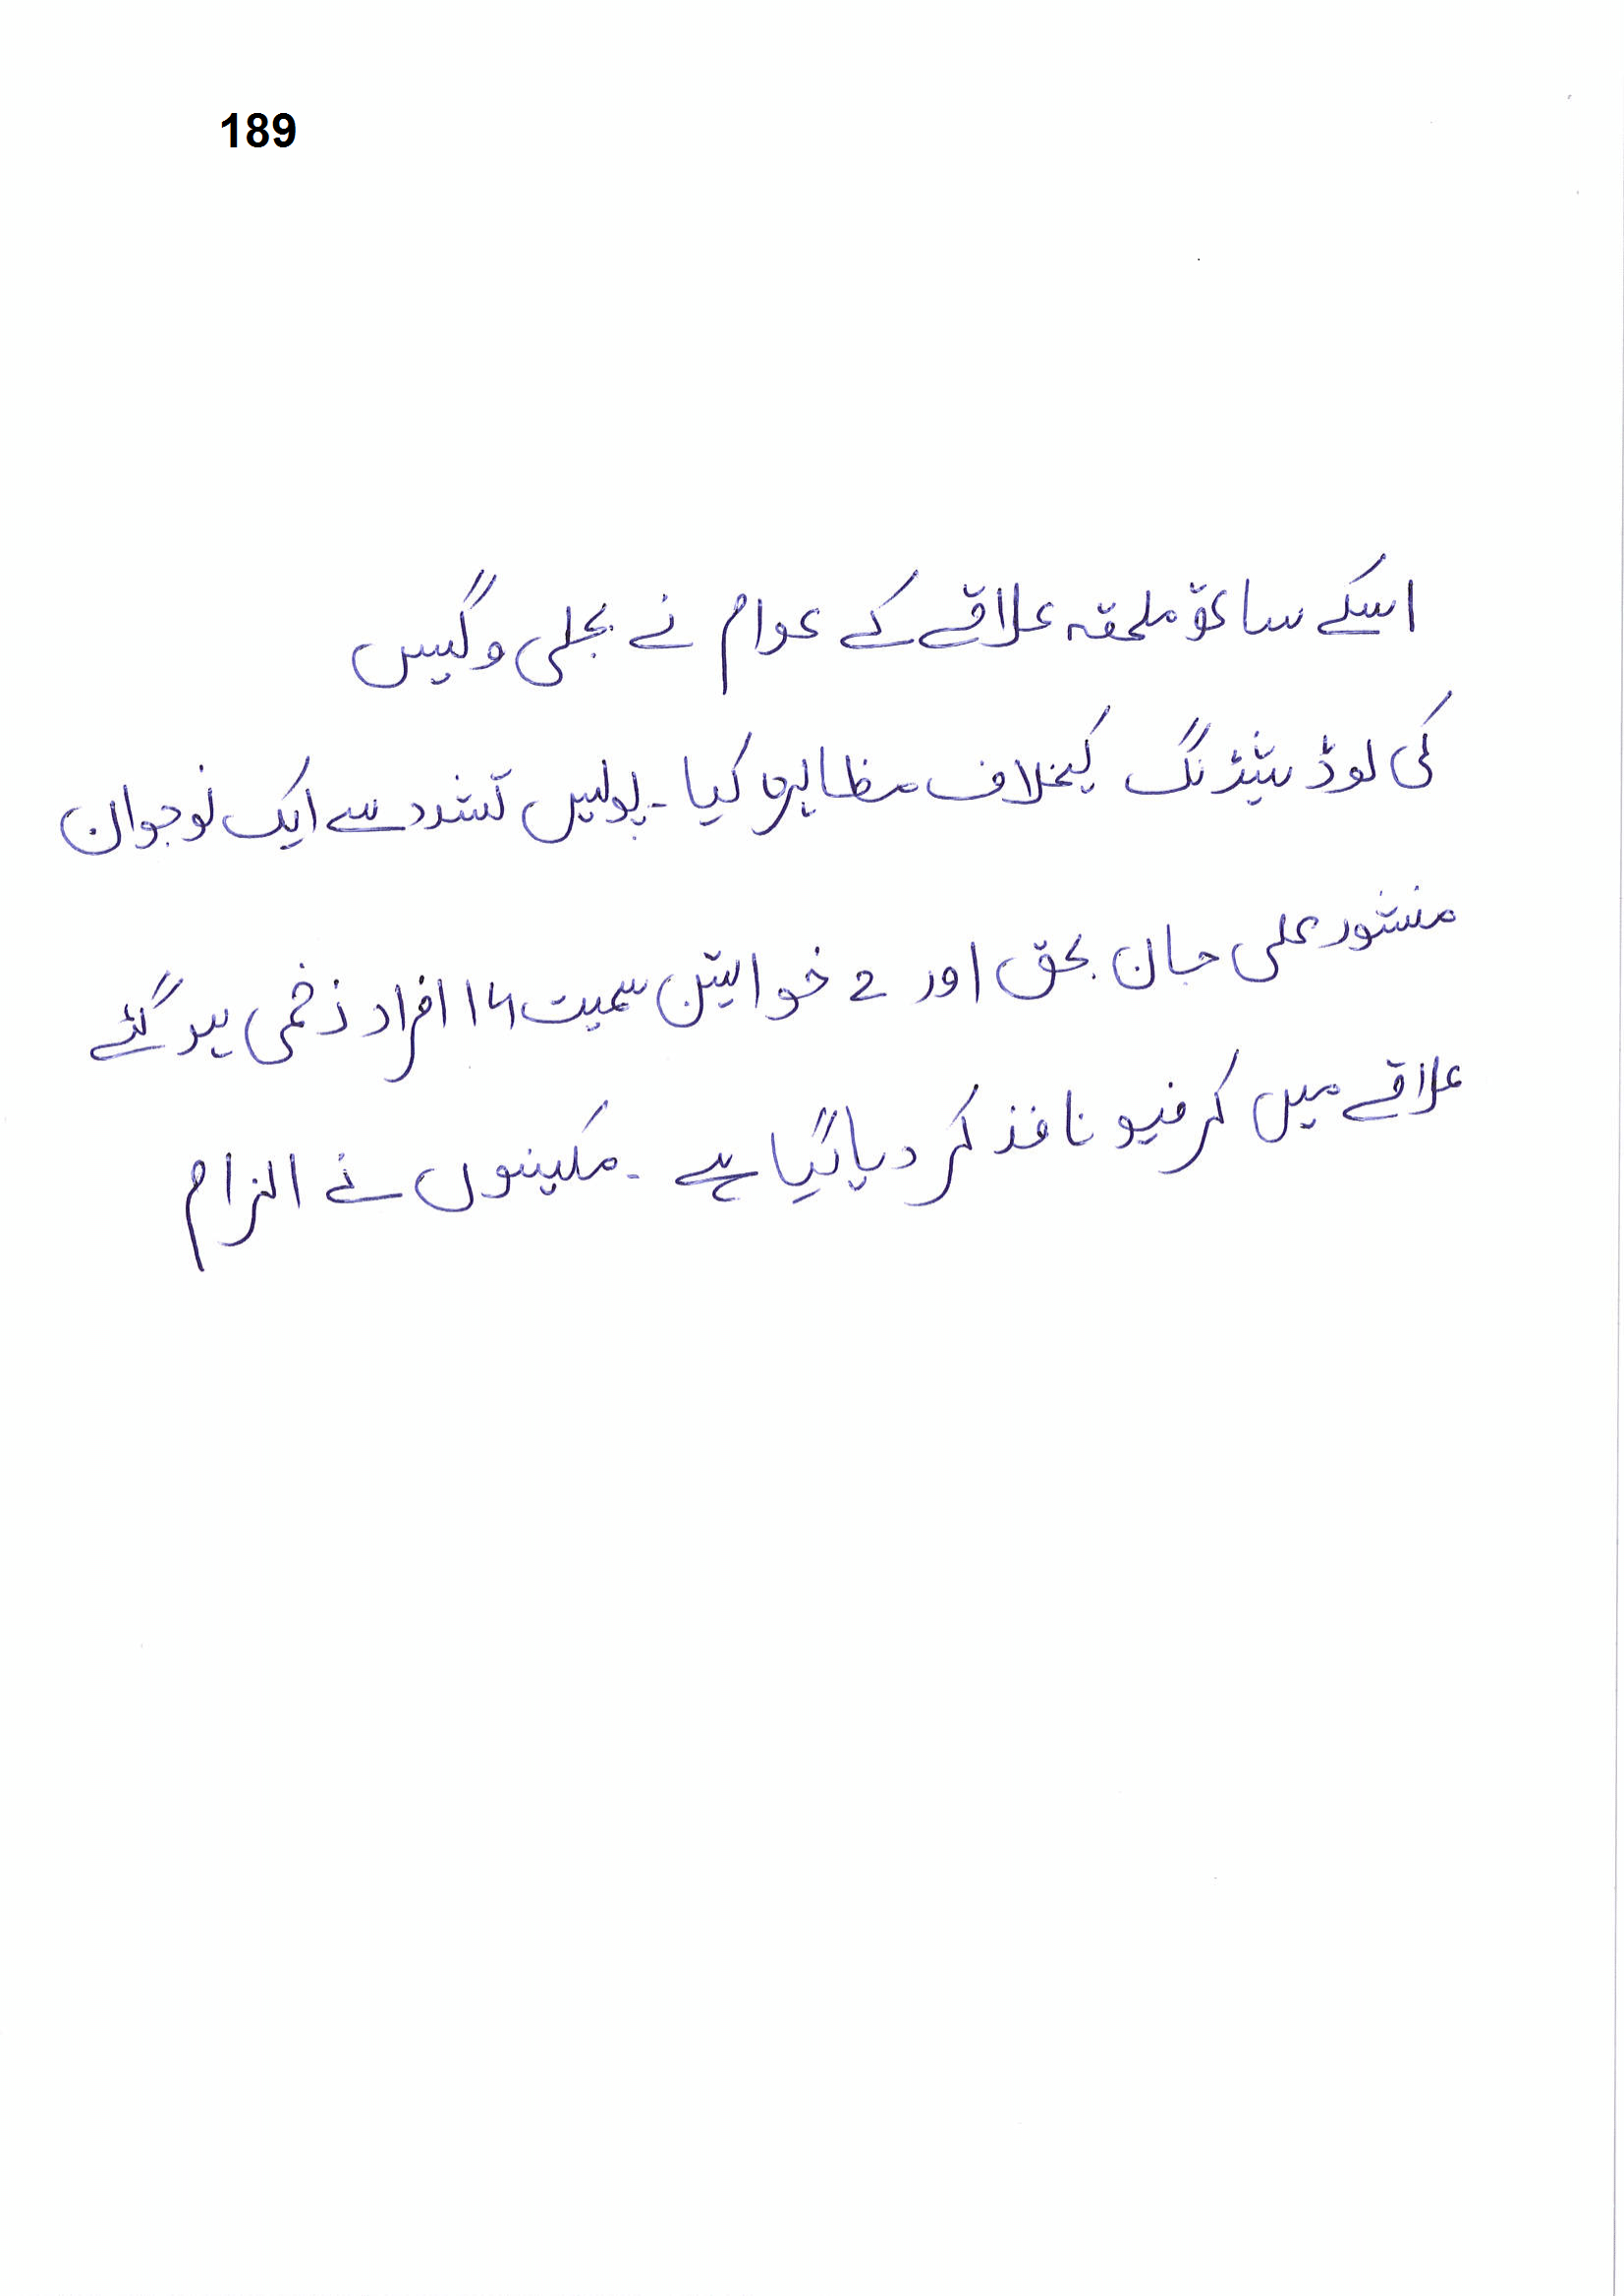 189
اسکے ساتھ ملحقہ علاقے کے عوام نے بجلی و گیس
کی لوڈ شیڈنگ کیخلاف مظاہرہ کیا۔ پولیس تشدد سے ایک نوجوان
منشور علی جان بحق اور ۲ خواتین سمیت ۱۴ افراد زخمی ہو گئے
علاقے میں کرفیو نافذ کر دیا گیا ہے ۔ مکینوں نے الزام